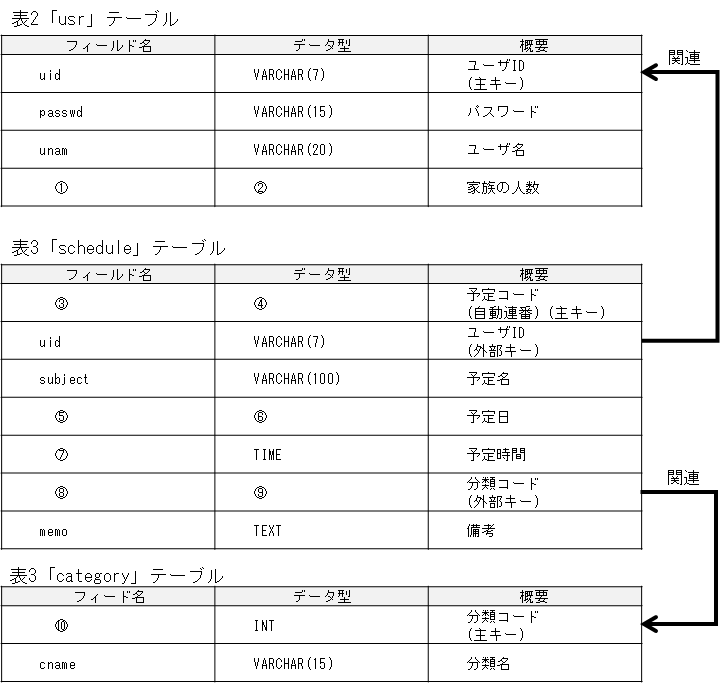 表2「usr」テーブル
フィールド名 データ型 概要
uid VARCHAR(7) ユーザID
(主キー)
passwd VARCHAR(15) パスワード
unam VARCHAR(20) ユーザ名
① ② 家族の人数
関連
表3「schedule」テーブル
フィールド名 データ型 概要
③ ④ 予定コード
(自動連番)(主キー)
uid VARCHAR(7) ユーザID
(外部キー)
subject VARCHAR(100) 予定名
⑤ ⑥ 予定日
⑦ TIME 予定時間
⑧ ⑨ 分類コード
(外部キー)
memo TEXT 備考
関連
表3「category」テーブル
フィード名 データ型 概要
⑩ INT 分類コード
(主キー)
cname VARCHAR(15) 分類名